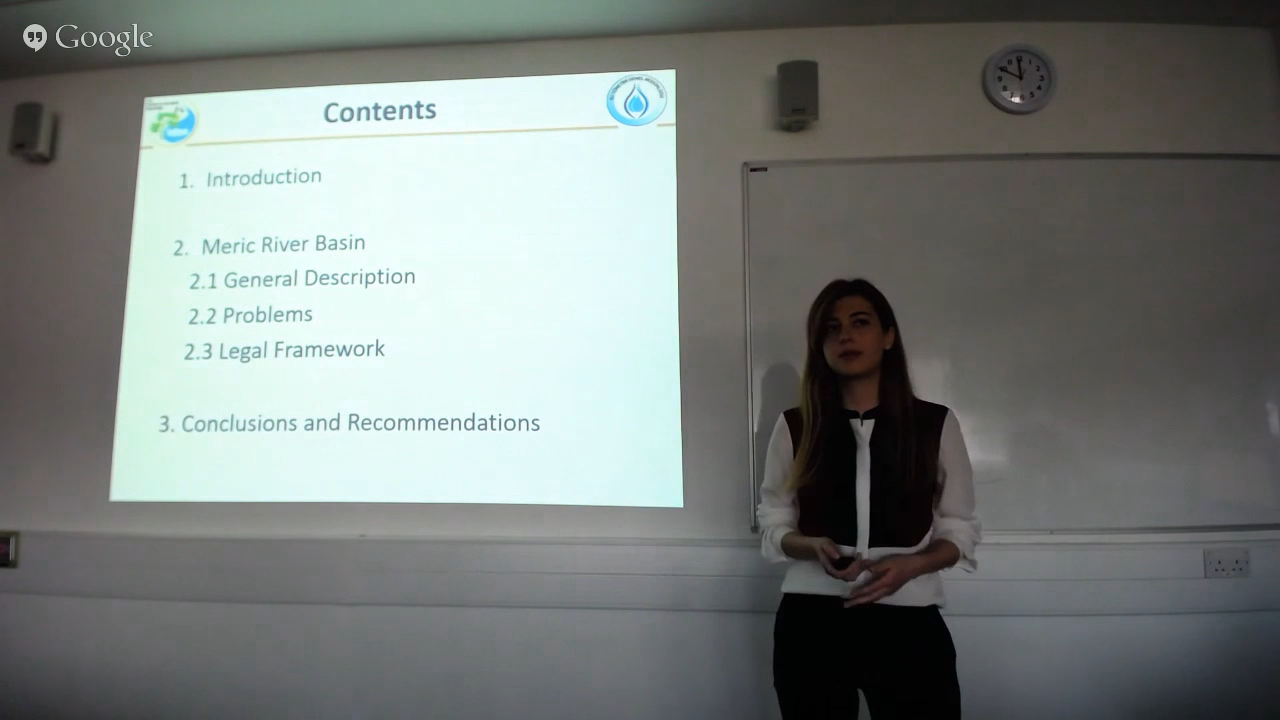 Google
Contents
1. Introduction
2. Meric River Basin
2.1 General Description
2.2 Problems
2.3 Legal Framework
3. Conclusions and Recommendations